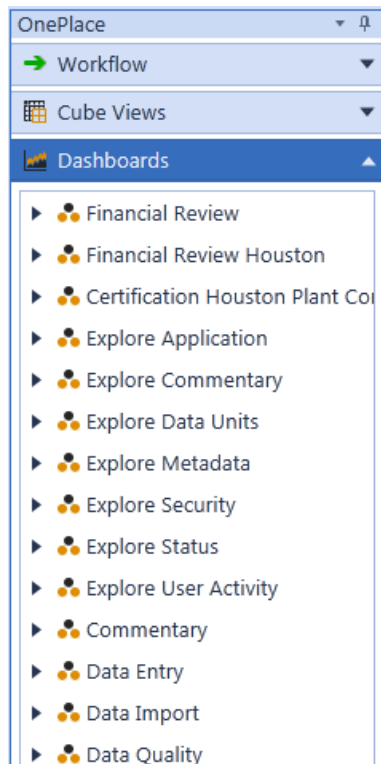 OnePlace
Workflow
Cube Views
Dashboards
Financial Review
Financial Review Houston
Certification Houston Plant
Explore Application
Explore Commentary
Explore Data Units
Explore Metadata
Explore Security
Explore Status
Explore User Activity
Commentary
Data Entry
Data Import
Data Quality